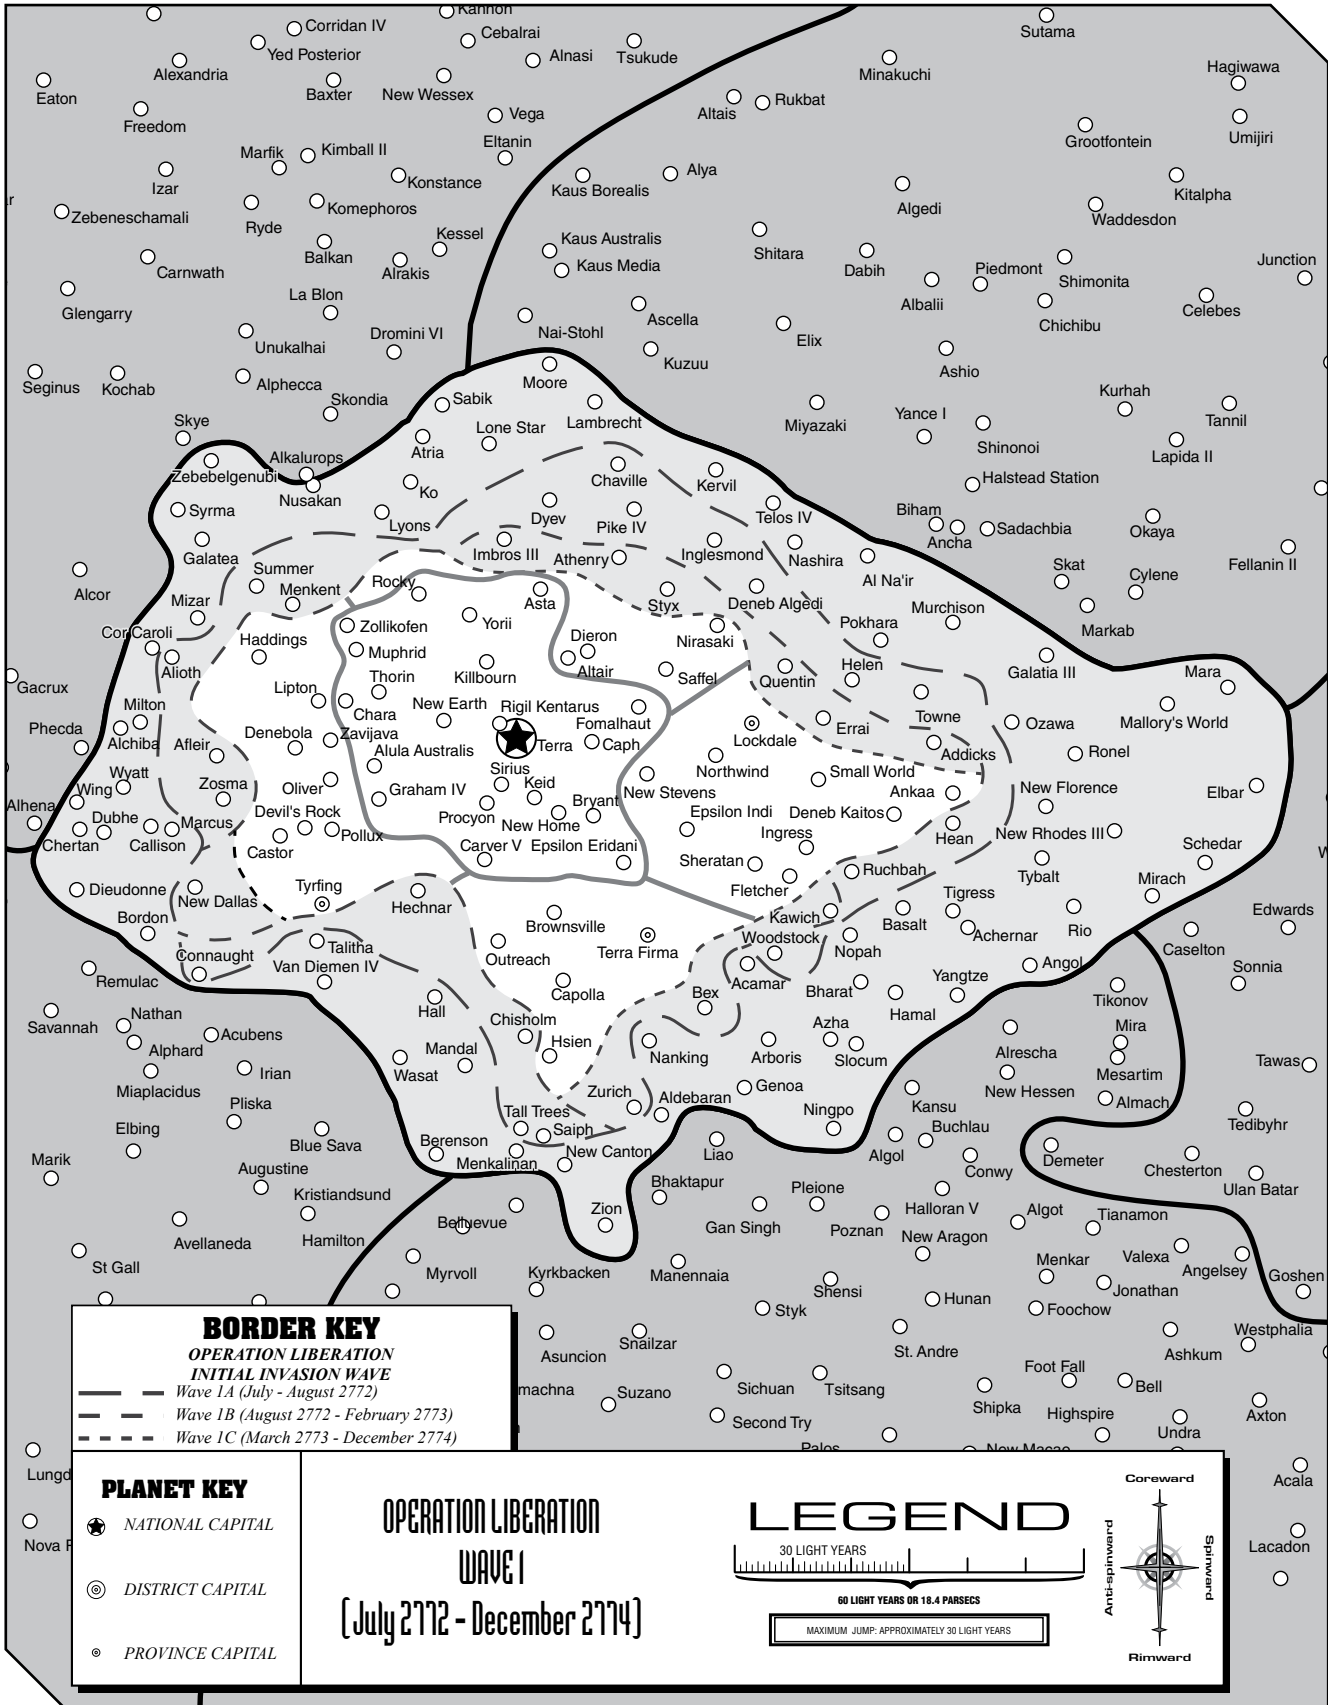 Kannon
Corridan IV
Cebalrai
Sutama
Yed Posterior
Alnasi
Tsukude
Alexandria
Minakuchi
Hagiwawa
Eaton
Baxter
New Wessex
Altais
Rukbat
Freedom
Vega
Grootfontein
Umijiri
Marfik
Kimball II
Eltanin
Izar
Konstance
Kaus Borealis
Alya
Kitalpha
Zebeneschamali
Komephoros
Algedi
Waddesdon
Ryde
Kessel
Kaus Australis
Shitara
Carnwath
Balkan
Alrakis
Kaus Media
Dabih
Piedmont
Shimonita
Junction
La Blon
Albalii
Glengarry
Ascella
Chichibu
Celebes
Unukalhai
Dromini VI
Nai-Stohl
Elix
Kuzuu
Seginus
Kochab
Alphecca
Moore
Ashio
Skondia
Sabik
Kurhah
Skye
Lambrecht
Miyazaki
Yance I
Tannil
Lone Star
Shinonoi
Alkalurops
Atria
Lapida II
Zebebelgenubi
Chaville
Kervil
Halstead Station
Nusakan
Ko
Syrma
Lyons
Dyev
Pike IV
Telos IV
Biham
Ancha
Sadachbia
Okaya
Galatea
Imbros III
Athenry
Inglesmond
Nashira
Fellanin II
Summer
Al Na'ir
Skat
Cylene
Alcor
Menkent
Rocky
Mizar
Asta
Styx
Deneb Algedi
Murchison
Markab
Cor Caroli
Haddings
Zollikofen
Yorii
Dieron
Nirasaki
Pokhara
Alioth
Muphrid
Altair
Helen
Galatia III
Mara
Gacrux
Lipton
Thorin
Killbourn
Saffel
Quentin
Milton
Chara
New Earth
Rigil Kentarus
Fomalhaut
Towne
Ozawa
Mallory's World
Phecda
Alchiba
Afleir
Denebola
Zavijava
Alula Australis
Terra
Caph
Lockdale
Errai
Addicks
Ronel
Wyatt
Wing
Zosma
Oliver
Graham IV
Sirius
Keid
Northwind
Small World
Ankaa
New Florence
Elbar
Alhena
Dubhe
Marcus
Devil's Rock
Procyon
New Home
Bryant
New Stevens
Epsilon Indi
Deneb Kaitos
Chertan
Callison
Castor
Pollux
Carver V
Epsilon Eridani
Ingress
Hean
New Rhodes III
Schedar
Sheratan
Ruchbah
Tybalt
Dieudonne
New Dallas
Tyrfing
Hechnar
Fletcher
Tigress
Mirach
Bordon
Brownsville
Kawich
Basalt
Achernar
Rio
Edwards
Connaught
Talitha
Outreach
Terra Firma
Woodstock
Nopah
Caselton
Van Diemen IV
Angol
Remulac
Acamar
Bharat
Yangtze
Sonnia
Savannah
Nathan
Hall
Capolla
Bex
Hamal
Tikonov
Alphard
Acubens
Chisholm
Azha
Mira
Miaplacidus
Irian
Mandal
Hsien
Nanking
Arboris
Slocum
Alrescha
Mesartim
Tawas
Wasat
Zurich
Genoa
New Hessen
Almach
Pliska
Aldebaran
Ningpo
Kansu
Tedibyhr
Elbing
Blue Sava
Tall Trees
Saiph
Buchlau
Marik
Berenson
Menkalinan
New Canton
Liao
Algol
Conwy
Demeter
Chesterton
Augustine
Bhaktapur
Pleione
Halloran V
Ulan Batar
Kristiandsund
Bellyevue
Zion
Gan Singh
Poznan
Algot
Tianamon
Avellaneda
Hamilton
New Aragon
Valexa
Angelsey
St Gall
Myrvoll
Kyrkbacken
Manennaia
Shensi
Menkar
Jonathan
Goshen
Styk
Hunan
Foochow
Westphalia
Asuncion
Snailzar
St. Andre
Ashkum
machna
Suzano
Sichuan
Tsitsang
Foot Fall
Bell
Second Try
Shipka
Highspire
Axton
Undra
Palos
New Macao
Lungd
Acala
Nova F
Lacadon
BORDER KEY
OPERATION LIBERATION
INITIAL INVASION WAVE
Wave 1A (July - August 2772)
Wave 1B (August 2772 - February 2773)
Wave 1C (March 2773 - December 2774)
PLANET KEY
NATIONAL CAPITAL
DISTRICT CAPITAL
PROVINCE CAPITAL
OPERATION LIBERATION
WAVE 1
(July 2772 - December 2774)
LEGEND
30 LIGHT YEARS
60 LIGHT YEARS OR 18.4 PARSECS
MAXIMUM JUMP: APPROXIMATELY 30 LIGHT YEARS
Coreward
Anti-spinward
Spinward
Rimward